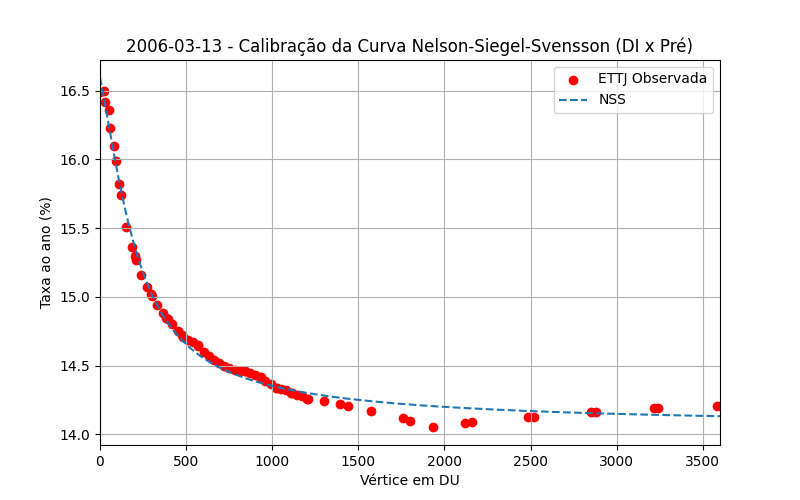 2006-03-13 - Calibração da Curva Nelson-Siegel-Svensson (DI x Pré)
ETTJ Observada
NSS
Taxa ao ano (%)
16.5
16.0
15.5
15.0
14.5
14.0
0 500 1000 1500 2000 2500 3000 3500
Vértice em DU